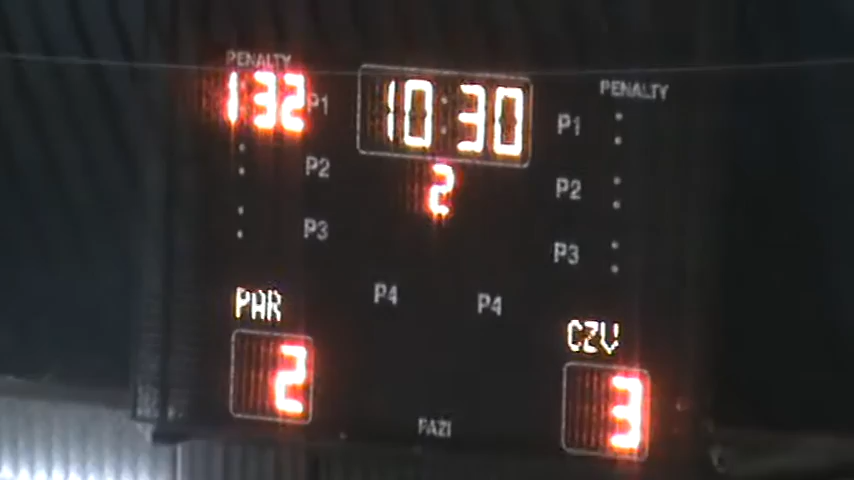 PENALTY
1:32 P1
10:30
PENALTY
P1
P2
2
P2
P3
P3
P4 P4
PAR
CZV
2
3
FAZI